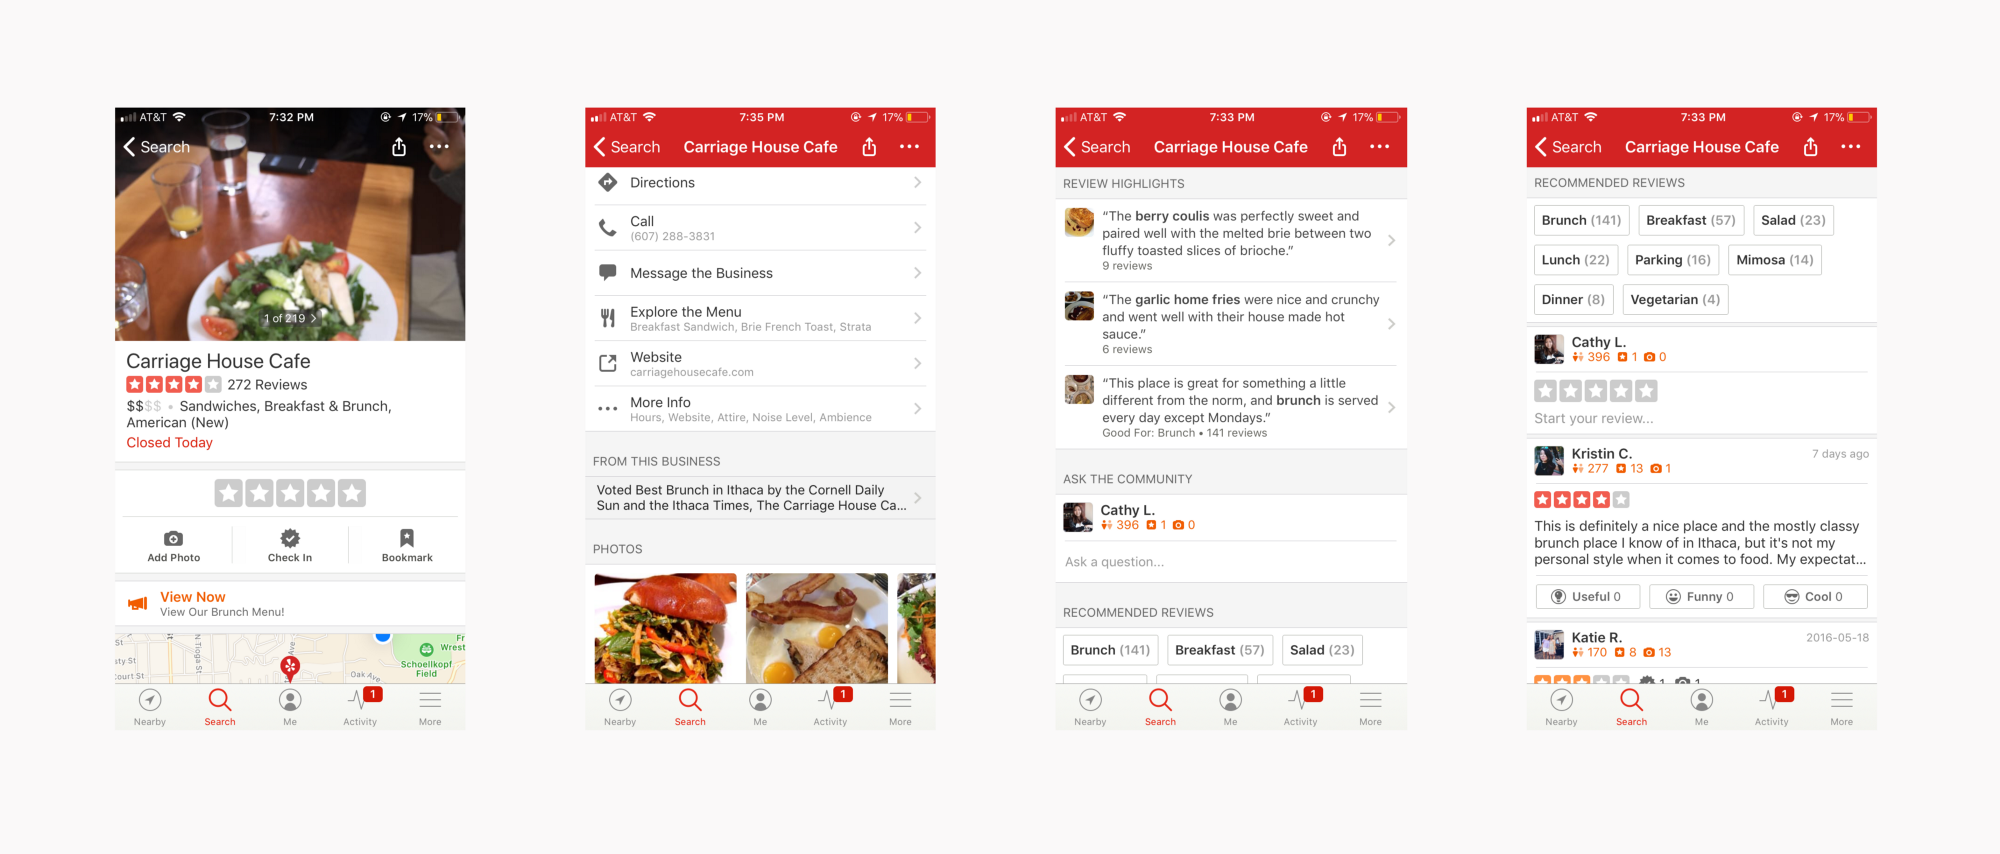 AT&T 7:32 PM 17%
Search
1 of 219
Carriage House Cafe
272 Reviews
$$$$ • Sandwiches, Breakfast & Brunch,
American (New)
Closed Today
Add Photo Check In Bookmark
View Now
View Our Brunch Menu!
St
N Tioga St
Ave
Fr
Wrest
sty St
Schoellkopf
Field
court St
Oak Ave
1
Nearby Search Me Activity More
AT&T 7:35 PM 17%
Search Carriage House Cafe
Directions
Call
(607) 288-3831
Message the Business
Explore the Menu
Breakfast Sandwich, Brie French Toast, Strata
Website
carriagehousecafe.com
More Info
Hours, Website, Attire, Noise Level, Ambience
FROM THIS BUSINESS
Voted Best Brunch in Ithaca by the Cornell Daily
Sun and the Ithaca Times, The Carriage House Ca...
PHOTOS
1
Nearby Search Me Activity More
AT&T 7:33 PM 17%
Search Carriage House Cafe
REVIEW HIGHLIGHTS
“The berry coulis was perfectly sweet and
paired well with the melted brie between two
fluffy toasted slices of brioche.”
9 reviews
“The garlic home fries were nice and crunchy
and went well with their house made hot
sauce.”
6 reviews
“This place is great for something a little
different from the norm, and brunch is served
every day except Mondays.”
Good For: Brunch • 141 reviews
ASK THE COMMUNITY
Cathy L.
396 1 0
Ask a question...
RECOMMENDED REVIEWS
Brunch (141) Breakfast (57) Salad (23)
1
Nearby Search Me Activity More
AT&T 7:33 PM 17%
Search Carriage House Cafe
RECOMMENDED REVIEWS
Brunch (141) Breakfast (57) Salad (23)
Lunch (22) Parking (16) Mimosa (14)
Dinner (8) Vegetarian (4)
Cathy L.
396 1 0
Start your review...
Kristin C. 7 days ago
277 13 1
This is definitely a nice place and the mostly classy
brunch place I know of in Ithaca, but it's not my
personal style when it comes to food. My expectat...
Useful 0 Funny 0 Cool 0
Katie R. 2016-05-18
170 8 13
1 1
1
Nearby Search Me Activity More